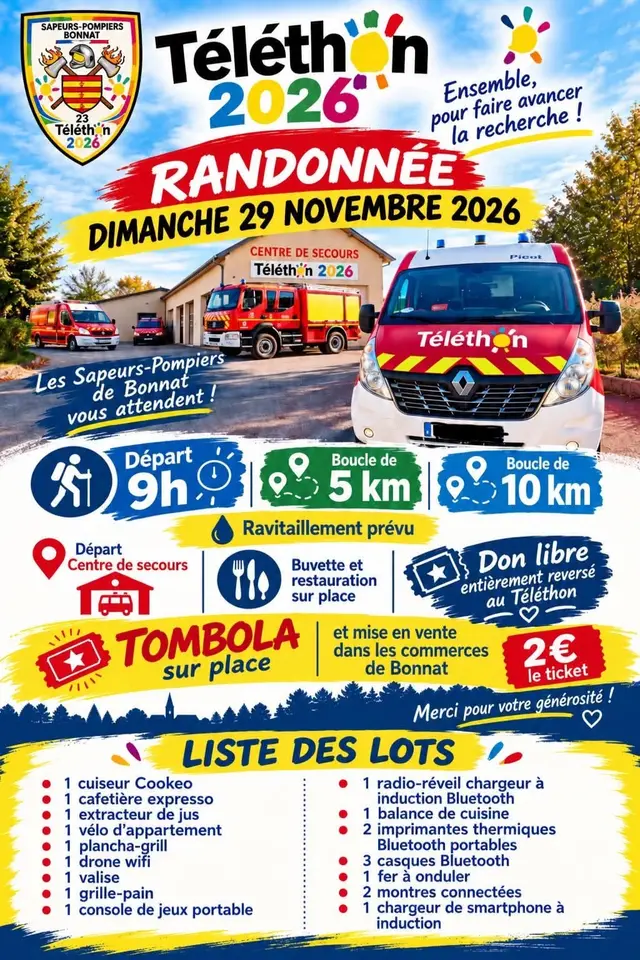 SAPEURS-POMPIERS
BONNAT
23
Téléthon
2026
Téléthon
2026
Ensemble,
pour faire avancer
la recherche !
RANDONNÉE
DIMANCHE 29 NOVEMBRE 2026
CENTRE DE SECOURS
Téléthon 2026
Picot
Téléthon
Les Sapeurs-Pompiers
de Bonnat
vous attendent !
Départ
9h
Boucle de
5 km
Boucle de
10 km
Ravitaillement prévu
Départ
Centre de secours
Buvette et
restauration
sur place
Don libre
entièrement reversé
au Téléthon
TOMBOLA
sur place
et mise en vente
dans les commerces
de Bonnat
2€
le ticket
Merci pour votre générosité !
LISTE DES LOTS
1 cuiseur Cookeo
1 cafetière expresso
1 extracteur de jus
1 vélo d'appartement
1 plancha-grill
1 drone wifi
1 valise
1 grille-pain
1 console de jeux portable
1 radio-réveil chargeur à
induction Bluetooth
1 balance de cuisine
2 imprimantes thermiques
Bluetooth portables
3 casques Bluetooth
1 fer à onduler
2 montres connectées
1 chargeur de smartphone à
induction